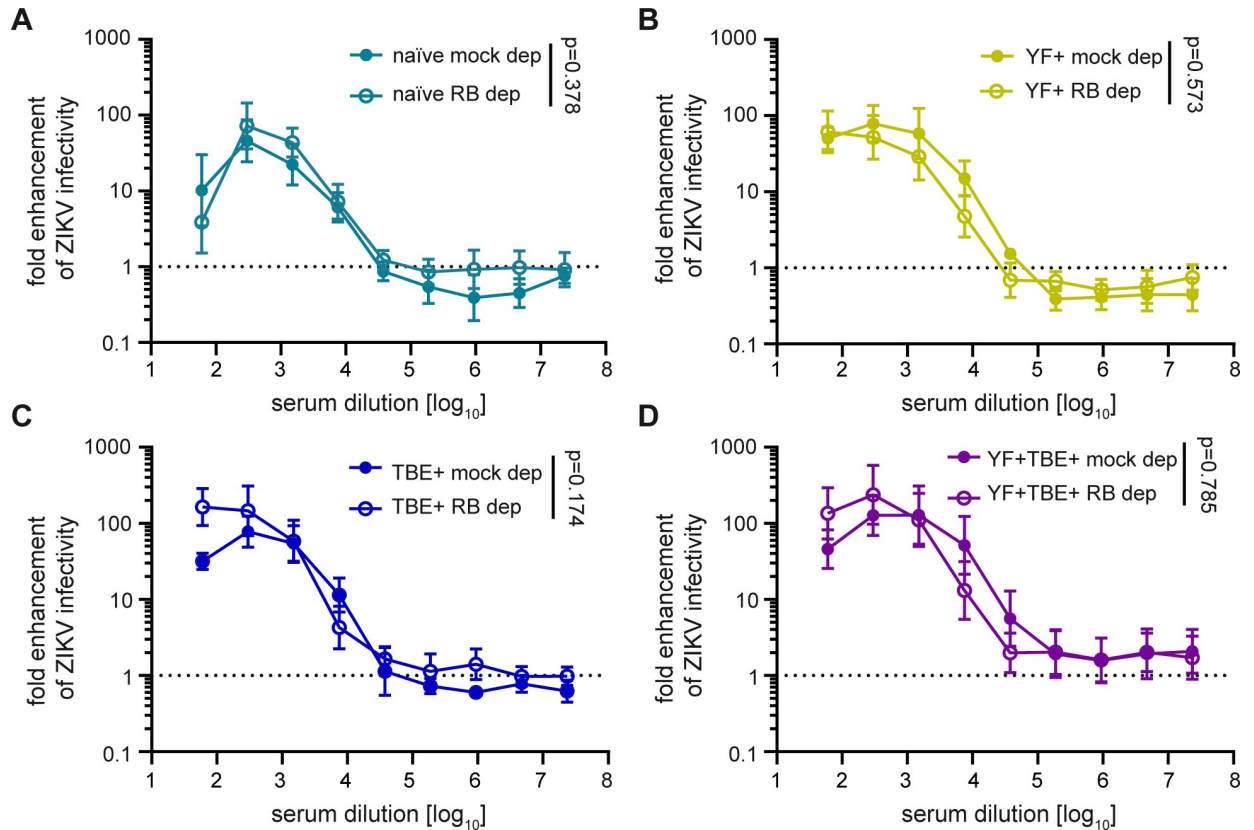 A
1000
100
10
1
0.1
fold enhancement
of ZIKV infectivity
naïve mock dep
naïve RB dep
p=0.378
1 2 3 4 5 6 7 8
serum dilution [log10]
B
1000
100
10
1
0.1
fold enhancement
of ZIKV infectivity
YF+ mock dep
YF+ RB dep
p=0.573
1 2 3 4 5 6 7 8
serum dilution [log10]
C
1000
100
10
1
0.1
fold enhancement
of ZIKV infectivity
TBE+ mock dep
TBE+ RB dep
p=0.174
1 2 3 4 5 6 7 8
serum dilution [log10]
D
1000
100
10
1
0.1
fold enhancement
of ZIKV infectivity
YF+TBE+ mock dep
YF+TBE+ RB dep
p=0.785
1 2 3 4 5 6 7 8
serum dilution [log10]